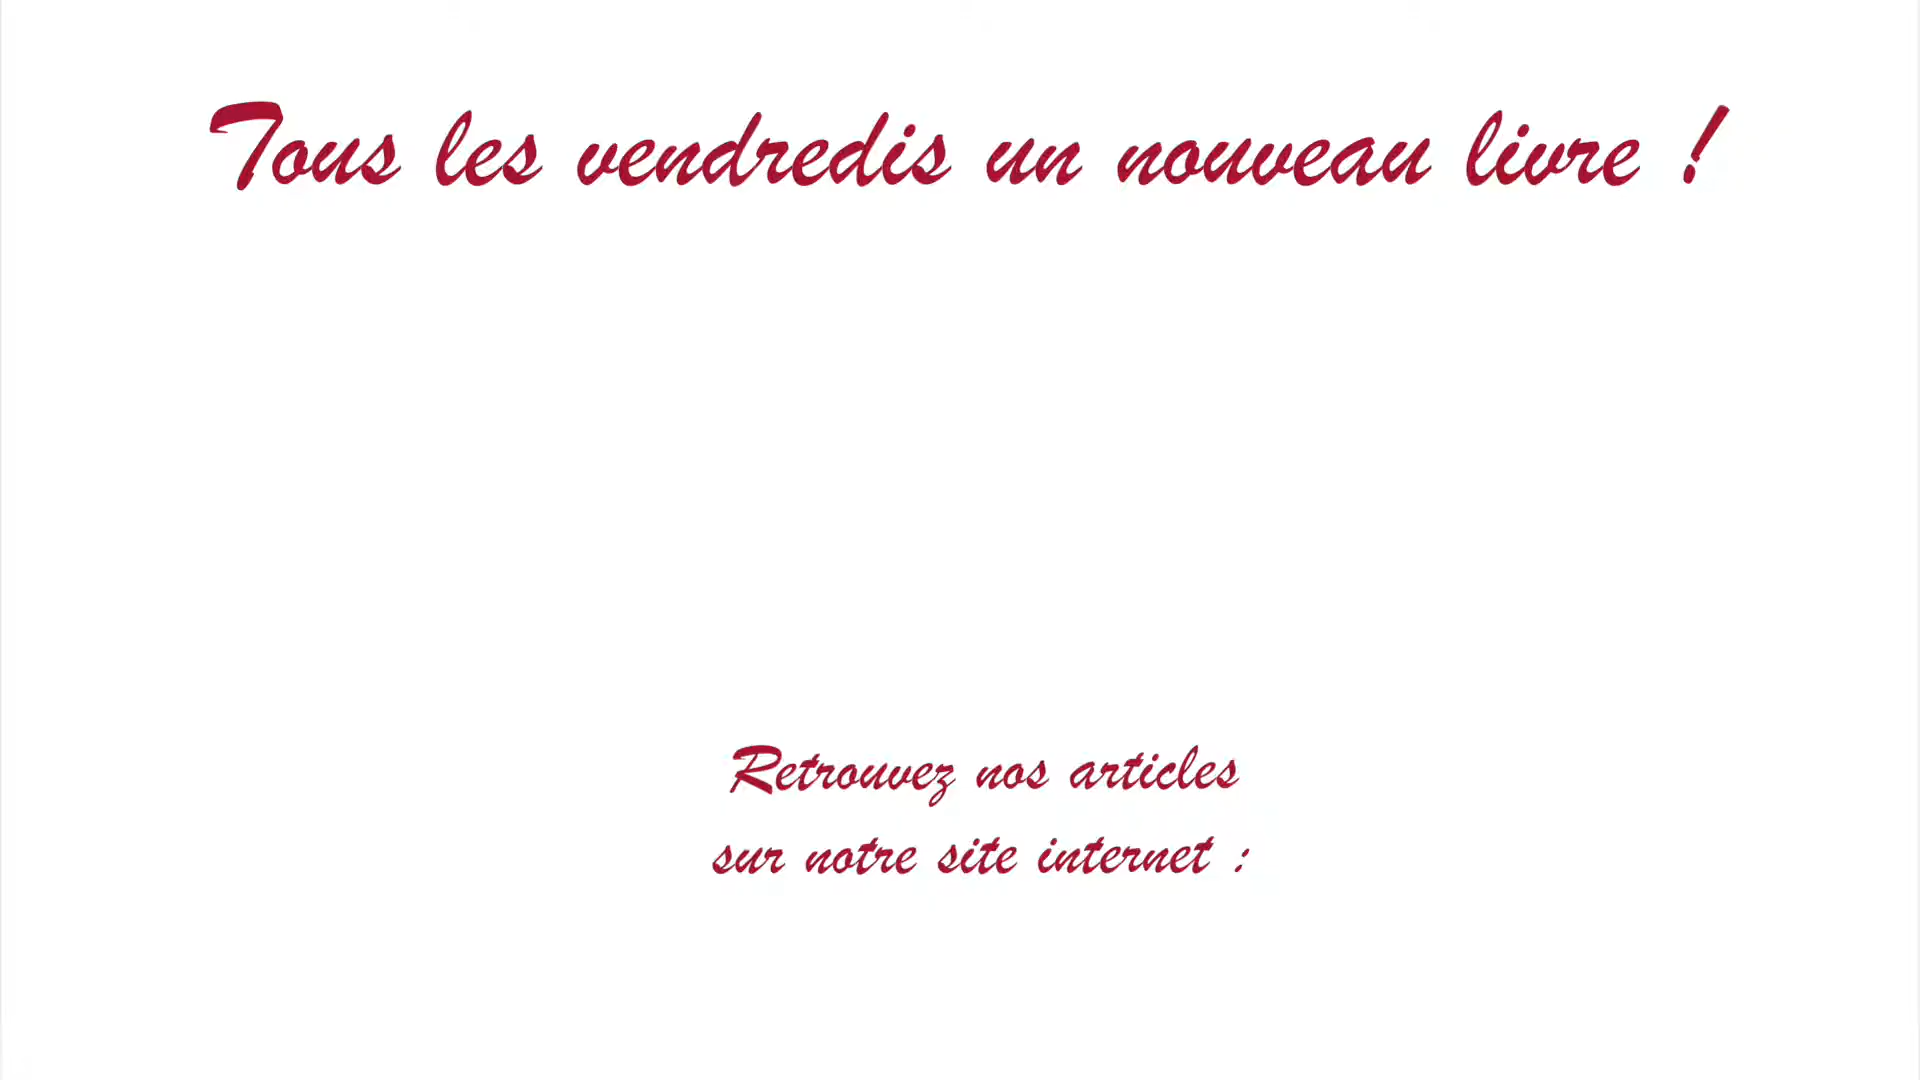 Tous les vendredis un nouveau livre !
Retrouvez nos articles
sur notre site internet :